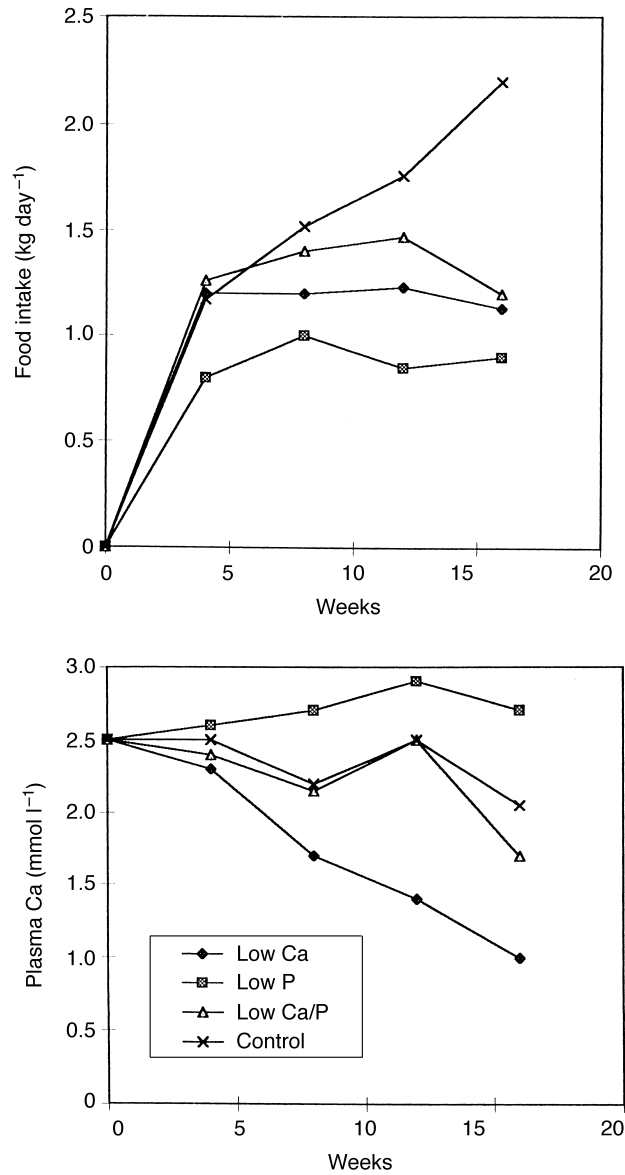 2.5
2.0
1.5
1.0
0.5
0
Food intake (kg day⁻¹)
0 5 10 15 20
Weeks
3.0
2.5
2.0
1.5
1.0
0.5
0
Plasma Ca (mmol l⁻¹)
Low Ca
Low P
Low Ca/P
Control
0 5 10 15 20
Weeks